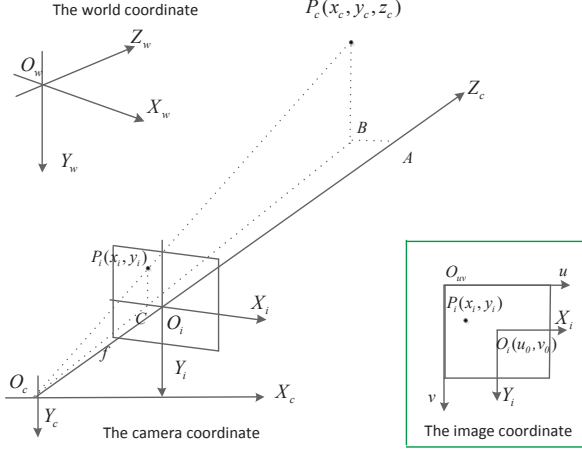 The world coordinate
P_c(x_c, y_c, z_c)
Z_w
O_w
X_w
Y_w
Z_c
B
A
P_i(x_i, y_i)
X_i
C
O_i
f
Y_i
O_c
X_c
Y_c
The camera coordinate
O_uv
u
P_i(x_i, y_i)
X_i
O_i(u_0, v_0)
v
Y_i
The image coordinate